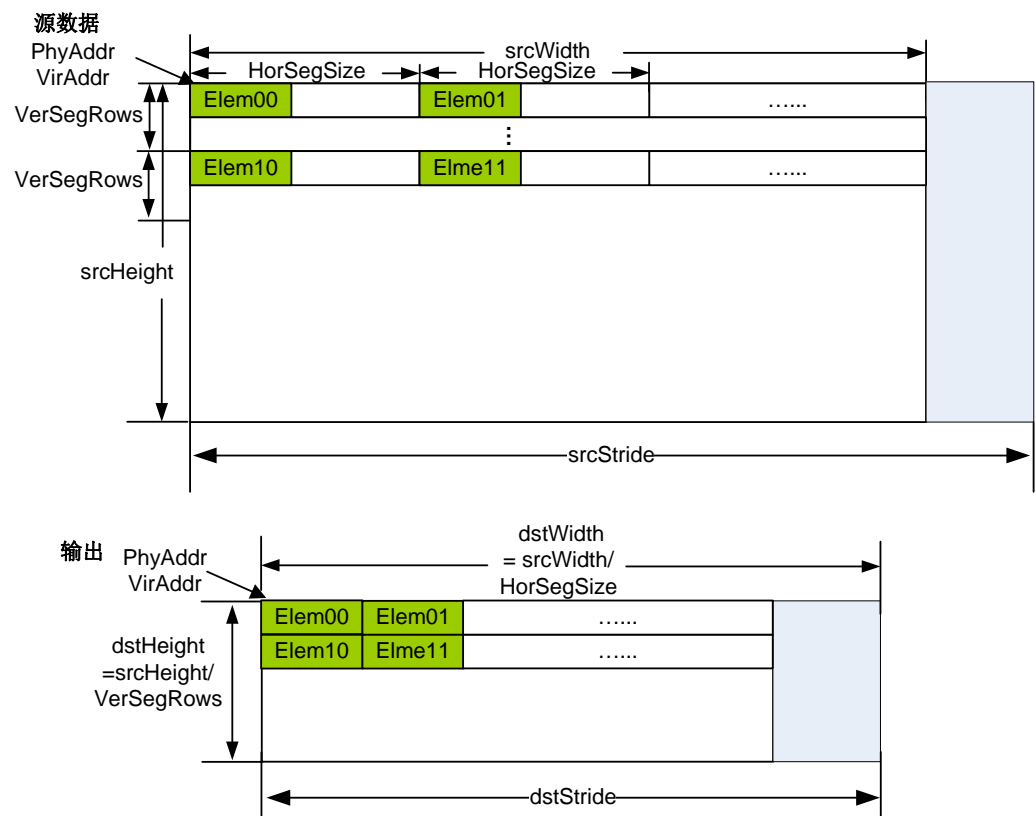 源数据
PhyAddr
VirAddr
srcWidth
HorSegSize HorSegSize
VerSegRows
Elem00 Elem01 …...
⋮
VerSegRows
Elem10 Elme11 …...
srcHeight
srcStride
输出
PhyAddr
VirAddr
dstWidth
= srcWidth/
HorSegSize
Elem00 Elem01 …...
Elem10 Elme11 …...
dstHeight
=srcHeight/
VerSegRows
dstStride